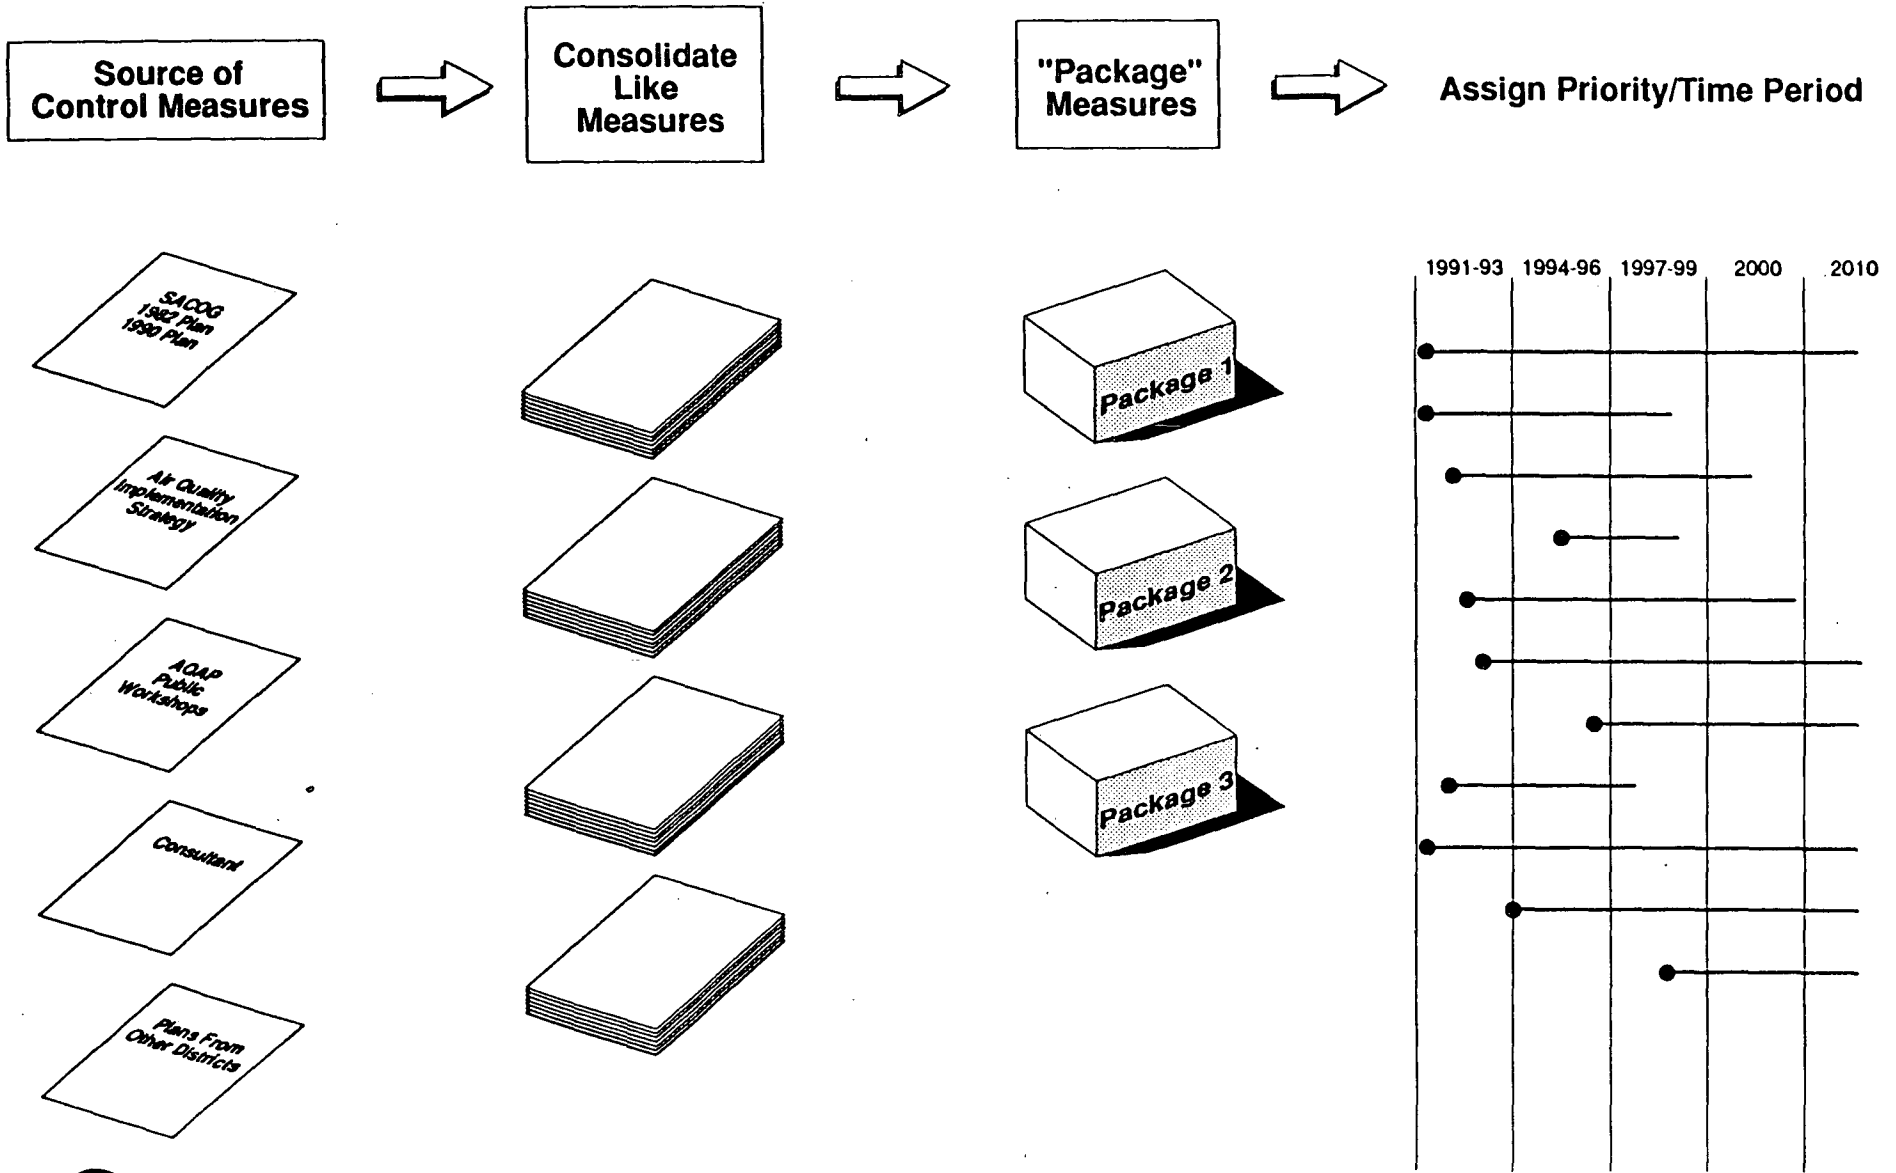 Source of
Control Measures
Consolidate
Like
Measures
"Package"
Measures
Assign Priority/Time Period
SACOG
1982 Plan
1990 Plan
Air Quality
Implementation
Strategy
AQAP
Public
Workshops
Consultant
Plans From
Other Districts
Package 1
Package 2
Package 3
1991-93 1994-96 1997-99 2000 2010